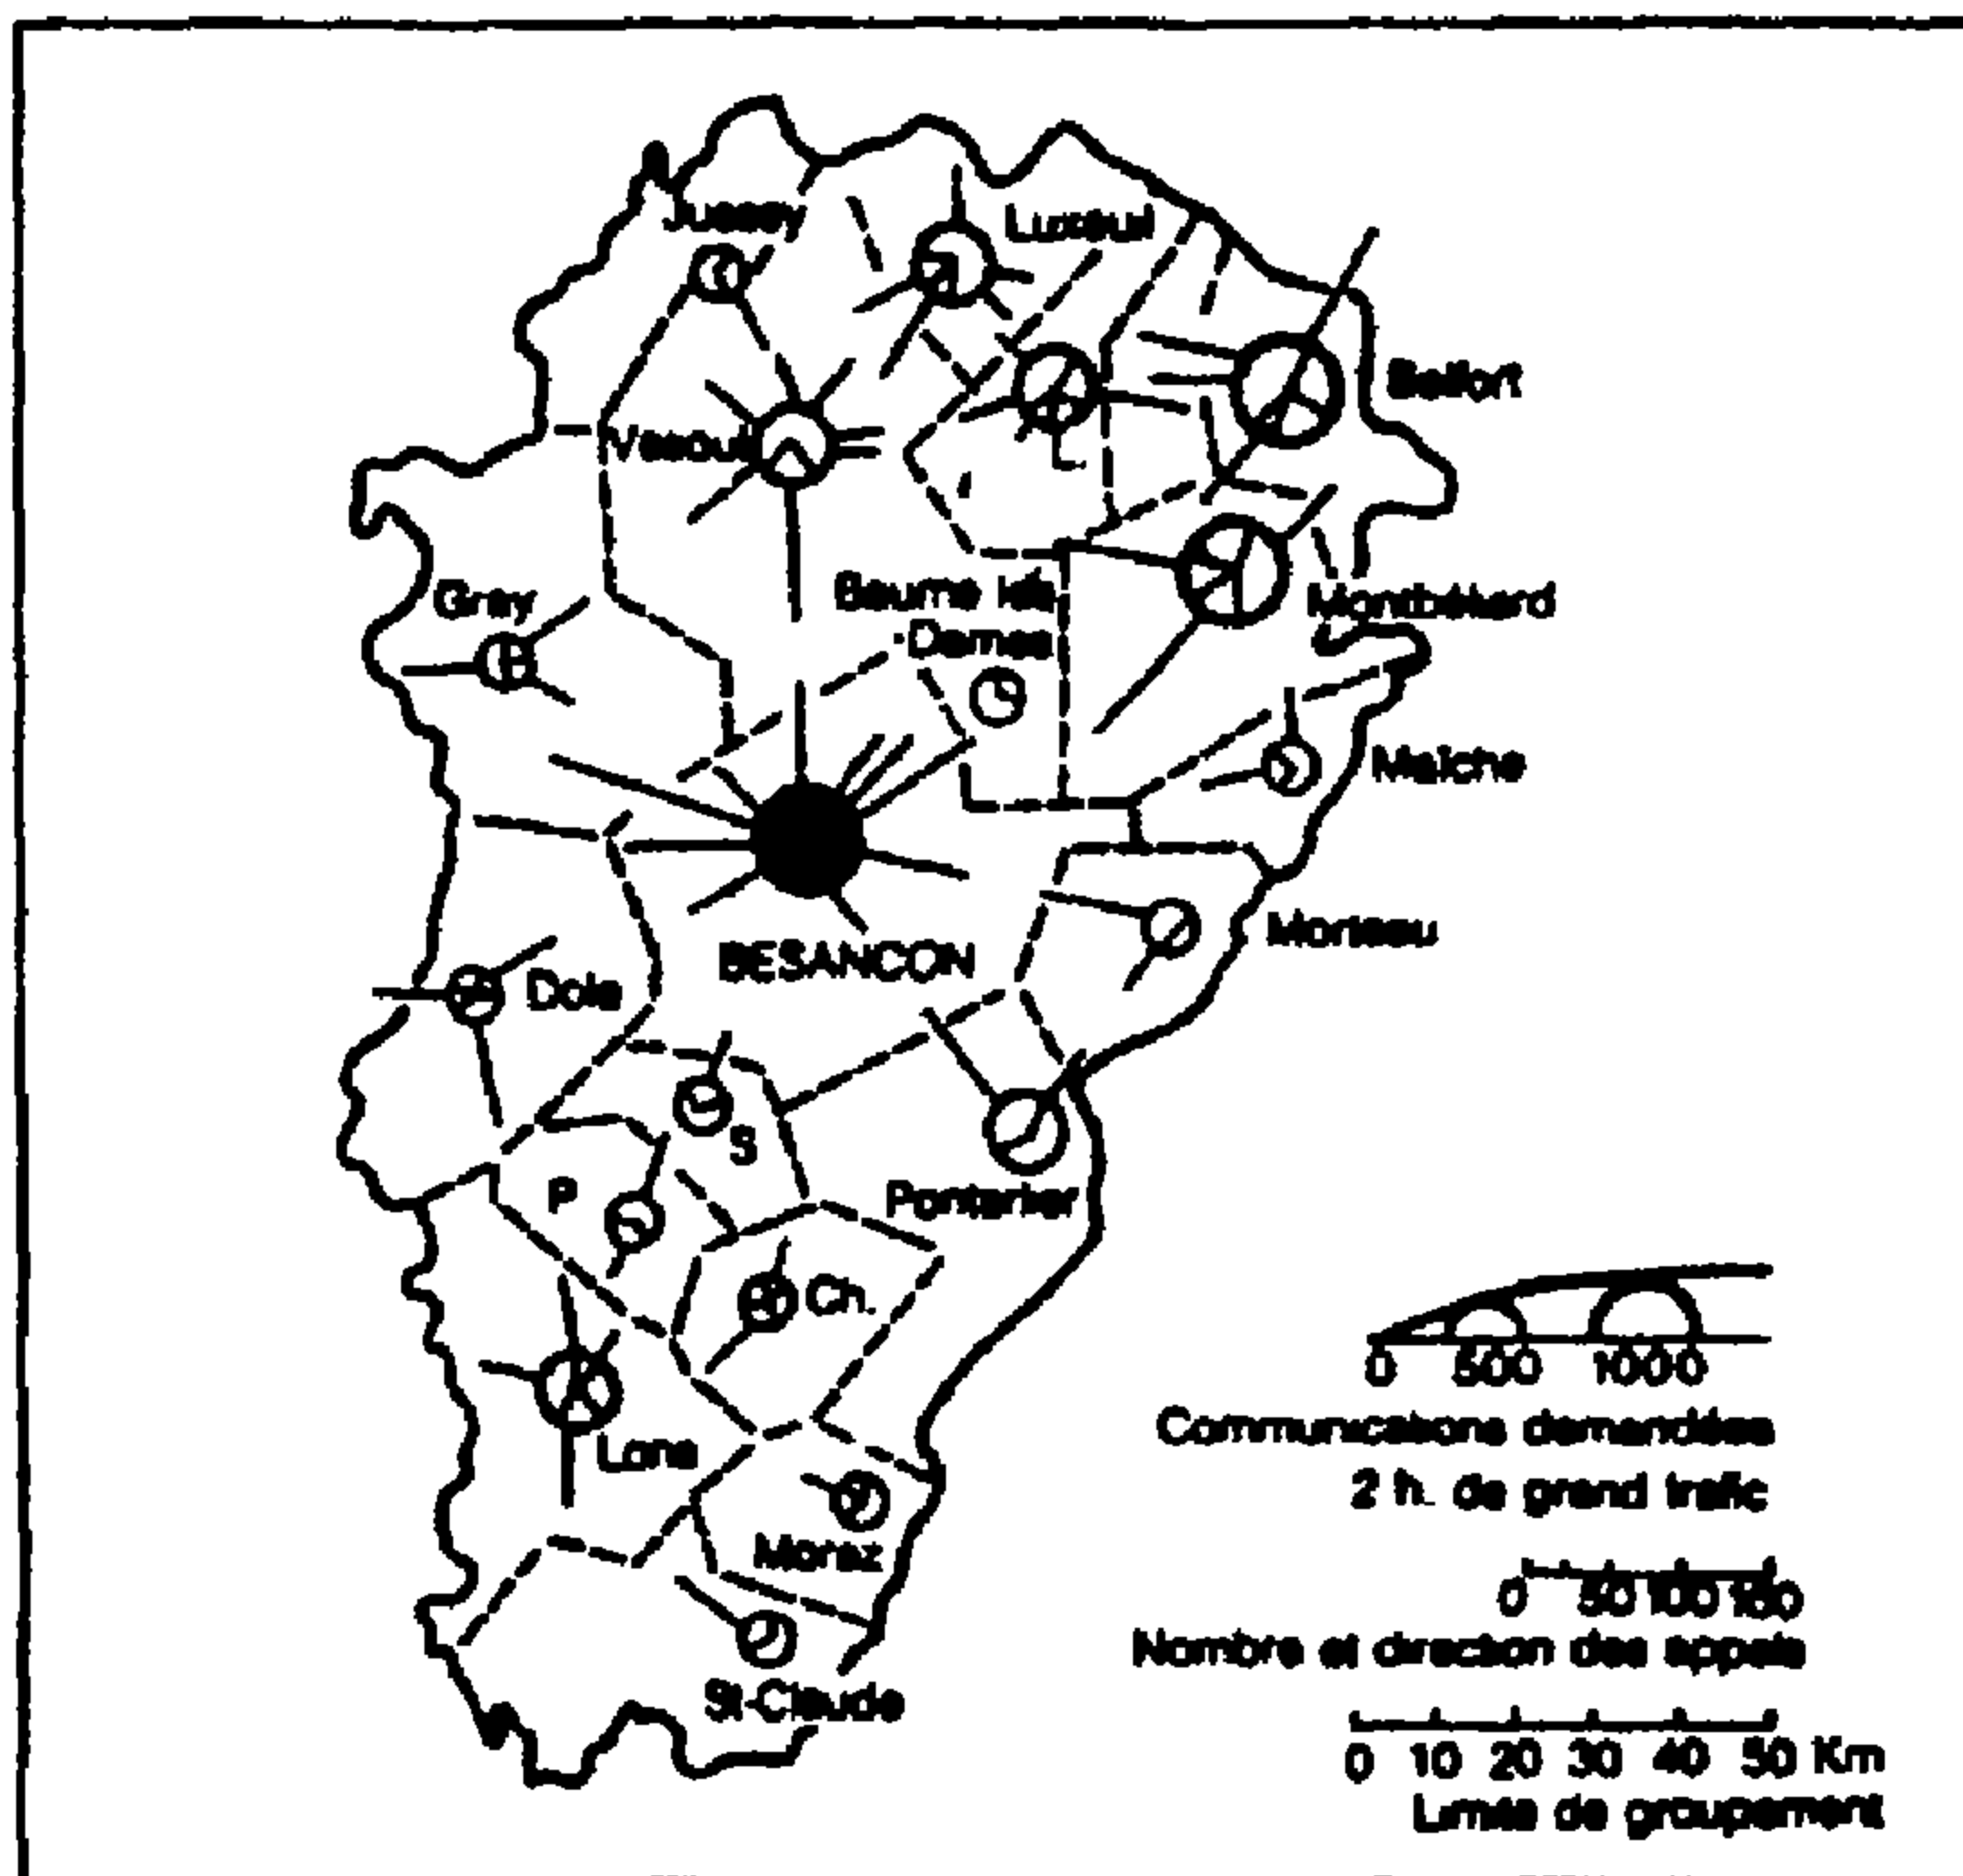 Jussey
Luxeuil
Belfort
Vesoul
L
Gray
Baume les
Dames
Montbéliard
Maîche
BESANCON
Morteau
Dole
S
P
Pontarlier
Ch.
Lons
Morez
St-Claude
0 500 1000
Communications demandées
2 h. de grand trafic
0 50 100 150
Nombre et direction des appels
0 10 20 30 40 50 Km
Limite de groupement